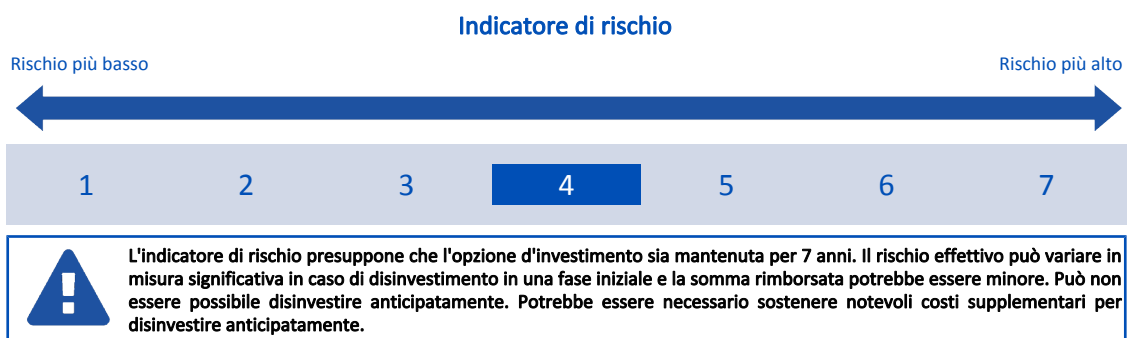 Indicatore di rischio
Rischio più basso
Rischio più alto
1 2 3 4 5 6 7
L'indicatore di rischio presuppone che l'opzione d'investimento sia mantenuta per 7 anni. Il rischio effettivo può variare in
misura significativa in caso di disinvestimento in una fase iniziale e la somma rimborsata potrebbe essere minore. Può non
essere possibile disinvestire anticipatamente. Potrebbe essere necessario sostenere notevoli costi supplementari per
disinvestire anticipatamente.